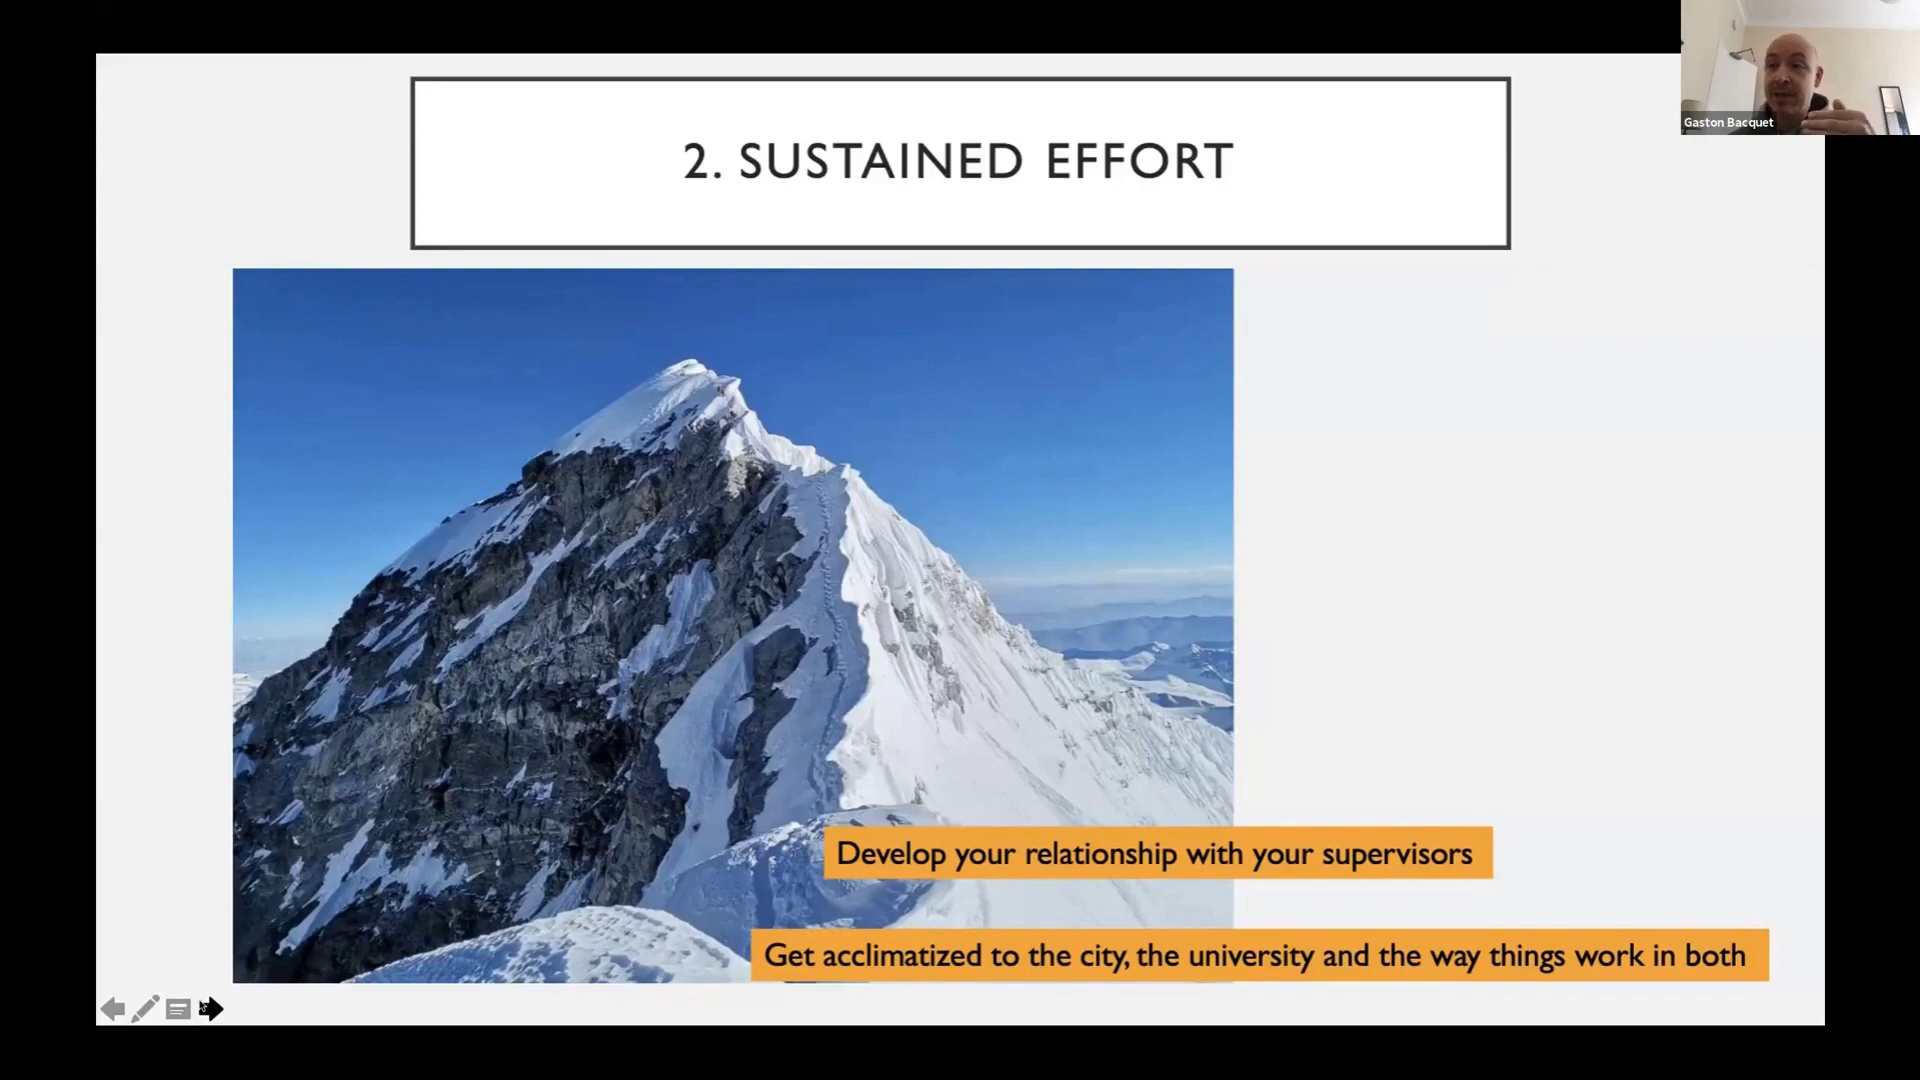 2. SUSTAINED EFFORT
Gaston Bacquet
Develop your relationship with your supervisors
Get acclimatized to the city, the university and the way things work in both